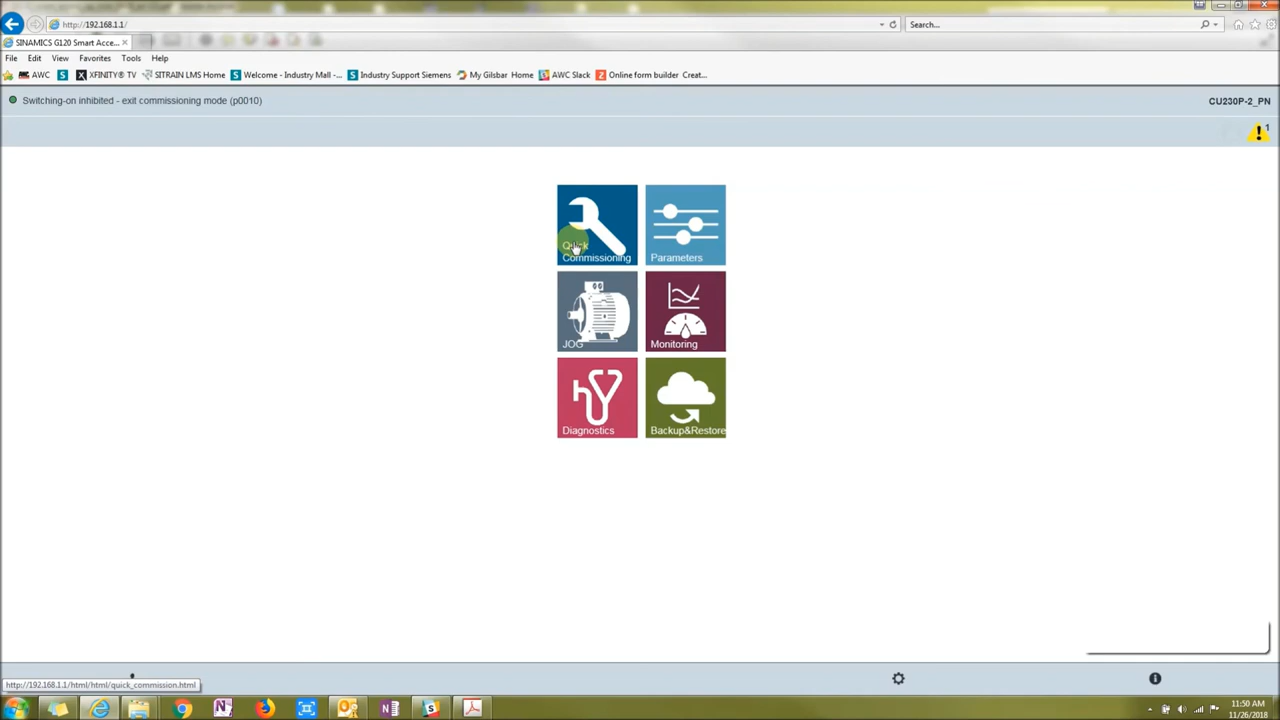 http://192.168.1.1/
Search...
SINAMICS G120 Smart Acce...
File Edit View Favorites Tools Help
AWC XFINITY® TV SITRAIN LMS Home Welcome - Industry Mall -... Industry Support Siemens My Gilsbar Home AWC Slack Online form builder Creat...
Switching-on inhibited - exit commissioning mode (p0010)
CU230P-2_PN
1
Quick
Commissioning
Parameters
JOG
Monitoring
Diagnostics
Backup&Restore
http://192.168.1.1/html/html/quick_commission.html
11:50 AM
11/26/2018